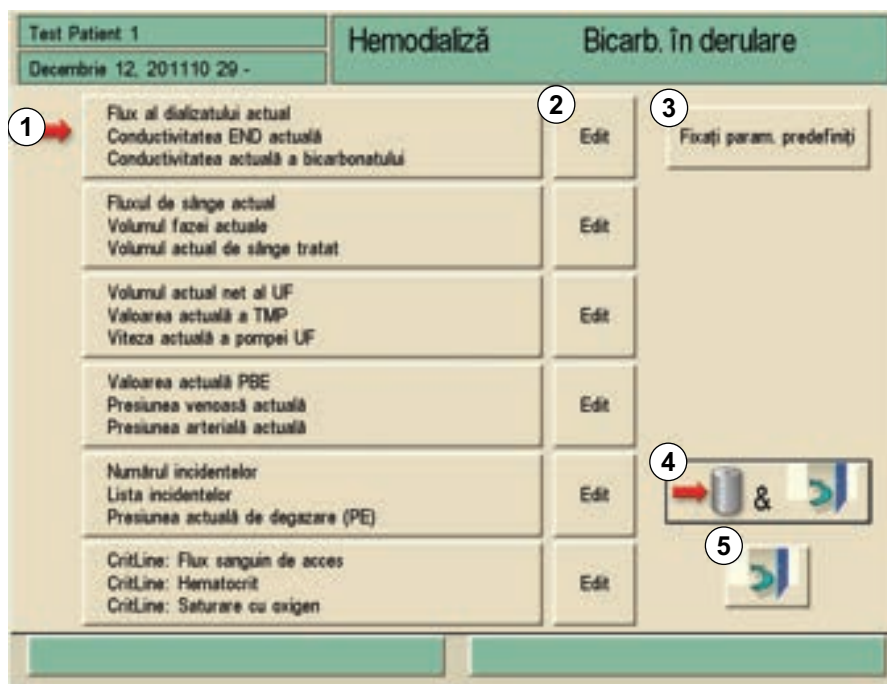 Test Patient 1
Hemodializă
Bicarb. în derulare
Decembrie 12, 201110 29 -
1
Flux al dializatului actual
Conductivitatea END actuală
Conductivitatea actuală a bicarbonatului
2
Edit
3
Fixați param. predefiniți
Fluxul de sânge actual
Volumul fazei actuale
Volumul actual de sânge tratat
Edit
Volumul actual net al UF
Valoarea actuală a TMP
Viteza actuală a pompei UF
Edit
Valoarea actuală PBE
Presiunea venoasă actuală
Presiunea arterială actuală
Edit
Numărul incidentelor
Lista incidentelor
Presiunea actuală de degazare (PE)
Edit
4
&
CritLine: Flux sanguin de acces
CritLine: Hematocrit
CritLine: Saturare cu oxigen
Edit
5